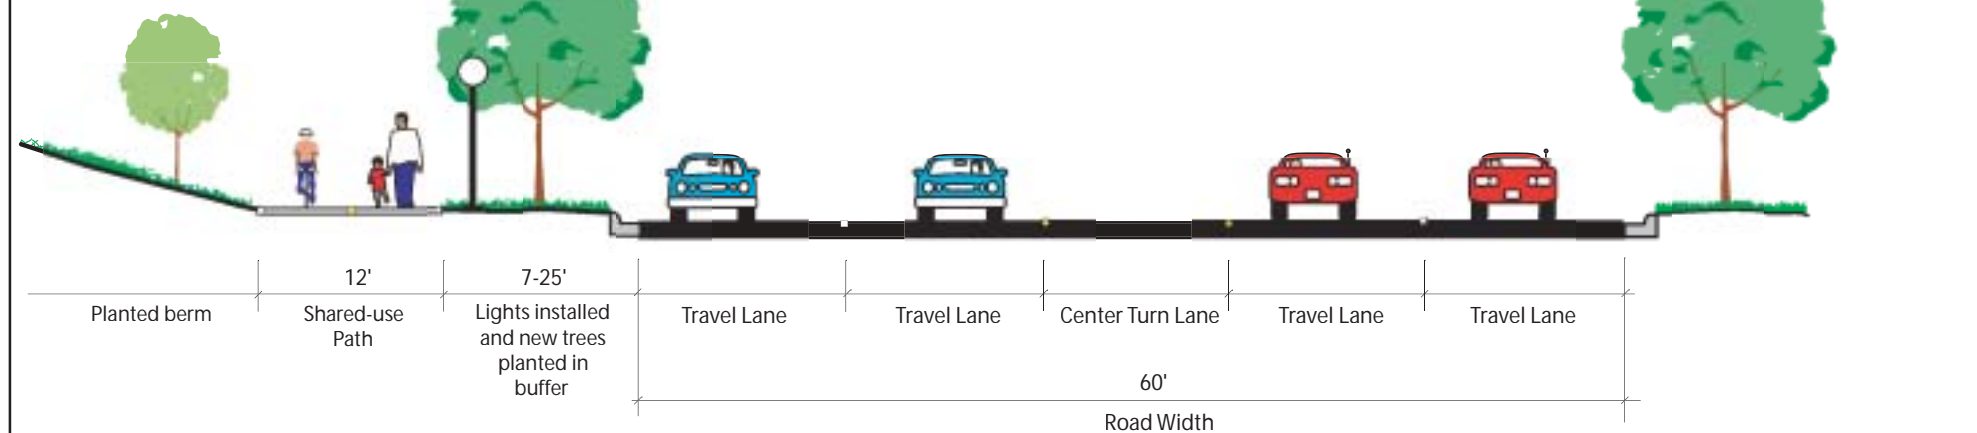 12'
7-25'
Planted berm
Shared-use
Path
Lights installed
and new trees
planted in
buffer
Travel Lane
Travel Lane
Center Turn Lane
Travel Lane
Travel Lane
60'
Road Width